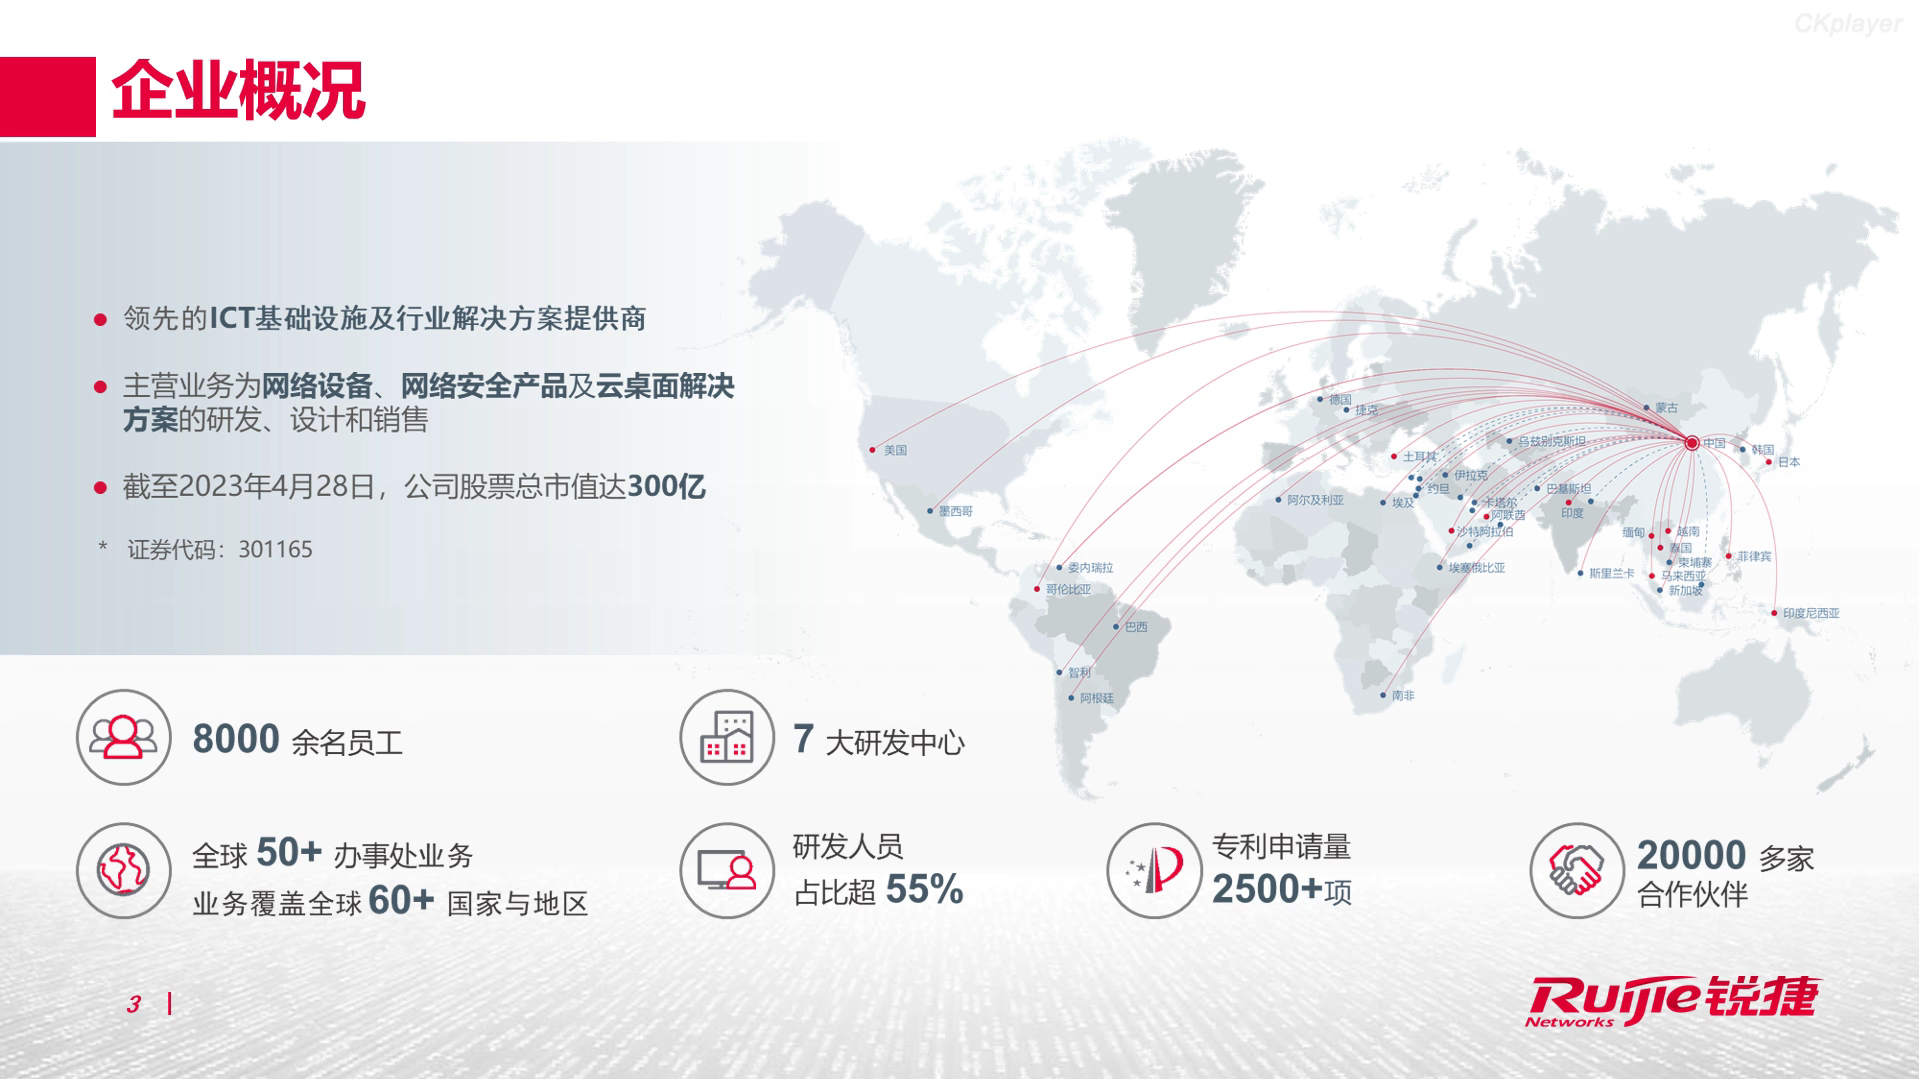 CKplayer
企业概况
领先的ICT基础设施及行业解决方案提供商
主营业务为网络设备、网络安全产品及云桌面解决
方案的研发、设计和销售
截至2023年4月28日，公司股票总市值达300亿
* 证券代码：301165
德国
捷克
蒙古
美国
土耳其
乌兹别克斯坦
中国
韩国
日本
伊拉克
墨西哥
阿尔及利亚
埃及
约旦
卡塔尔
阿联酋
巴基斯坦
印度
沙特阿拉伯
缅甸
越南
泰国
菲律宾
委内瑞拉
埃塞俄比亚
斯里兰卡
柬埔寨
马来西亚
新加坡
哥伦比亚
印度尼西亚
巴西
智利
阿根廷
南非
8000 余名员工
7 大研发中心
全球 50+ 办事处业务
业务覆盖全球 60+ 国家与地区
研发人员
占比超 55%
专利申请量
2500+项
20000 多家
合作伙伴
3
Ruijie锐捷
Networks